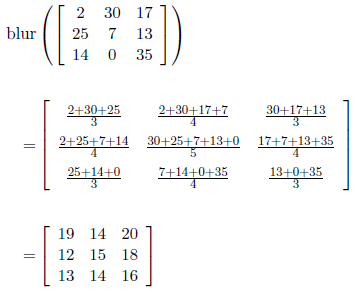 blur([ 2 30 17
25 7 13
14 0 35 ])
= [ (2+30+25)/3 (2+30+17+7)/4 (30+17+13)/3
(2+25+7+14)/4 (30+25+7+13+0)/5 (17+7+13+35)/4
(25+14+0)/3 (7+14+0+35)/4 (13+0+35)/3 ]
= [ 19 14 20
12 15 18
13 14 16 ]